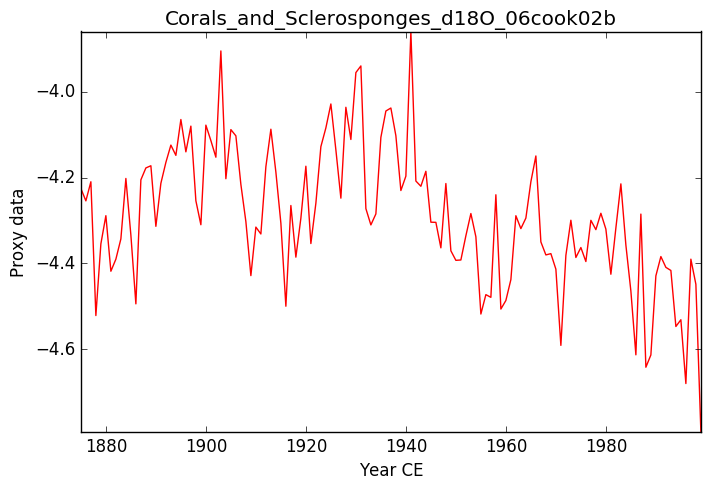 Corals_and_Sclerosponges_d18O_06cook02b
−4.0
−4.2
−4.4
−4.6
Proxy data
1880 1900 1920 1940 1960 1980
Year CE